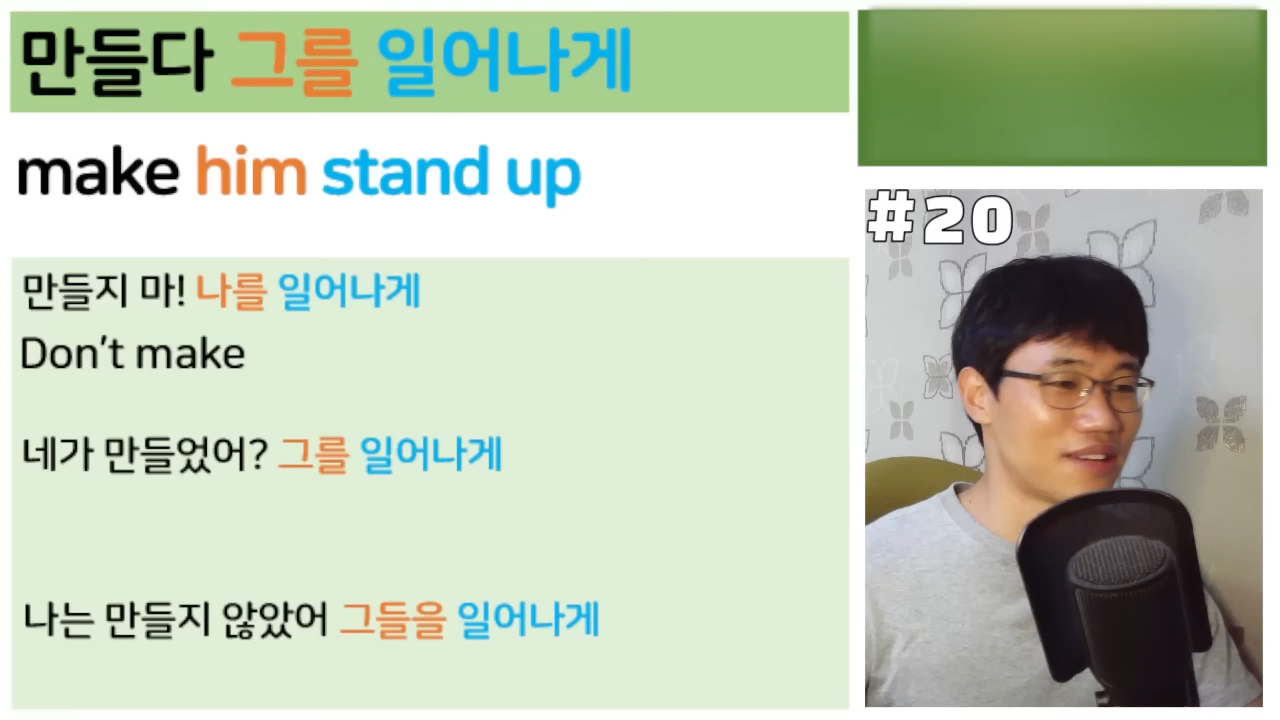 만들다 그를 일어나게
make him stand up
만들지 마! 나를 일어나게
Don't make
네가 만들었어? 그를 일어나게
나는 만들지 않았어 그들을 일어나게
#20